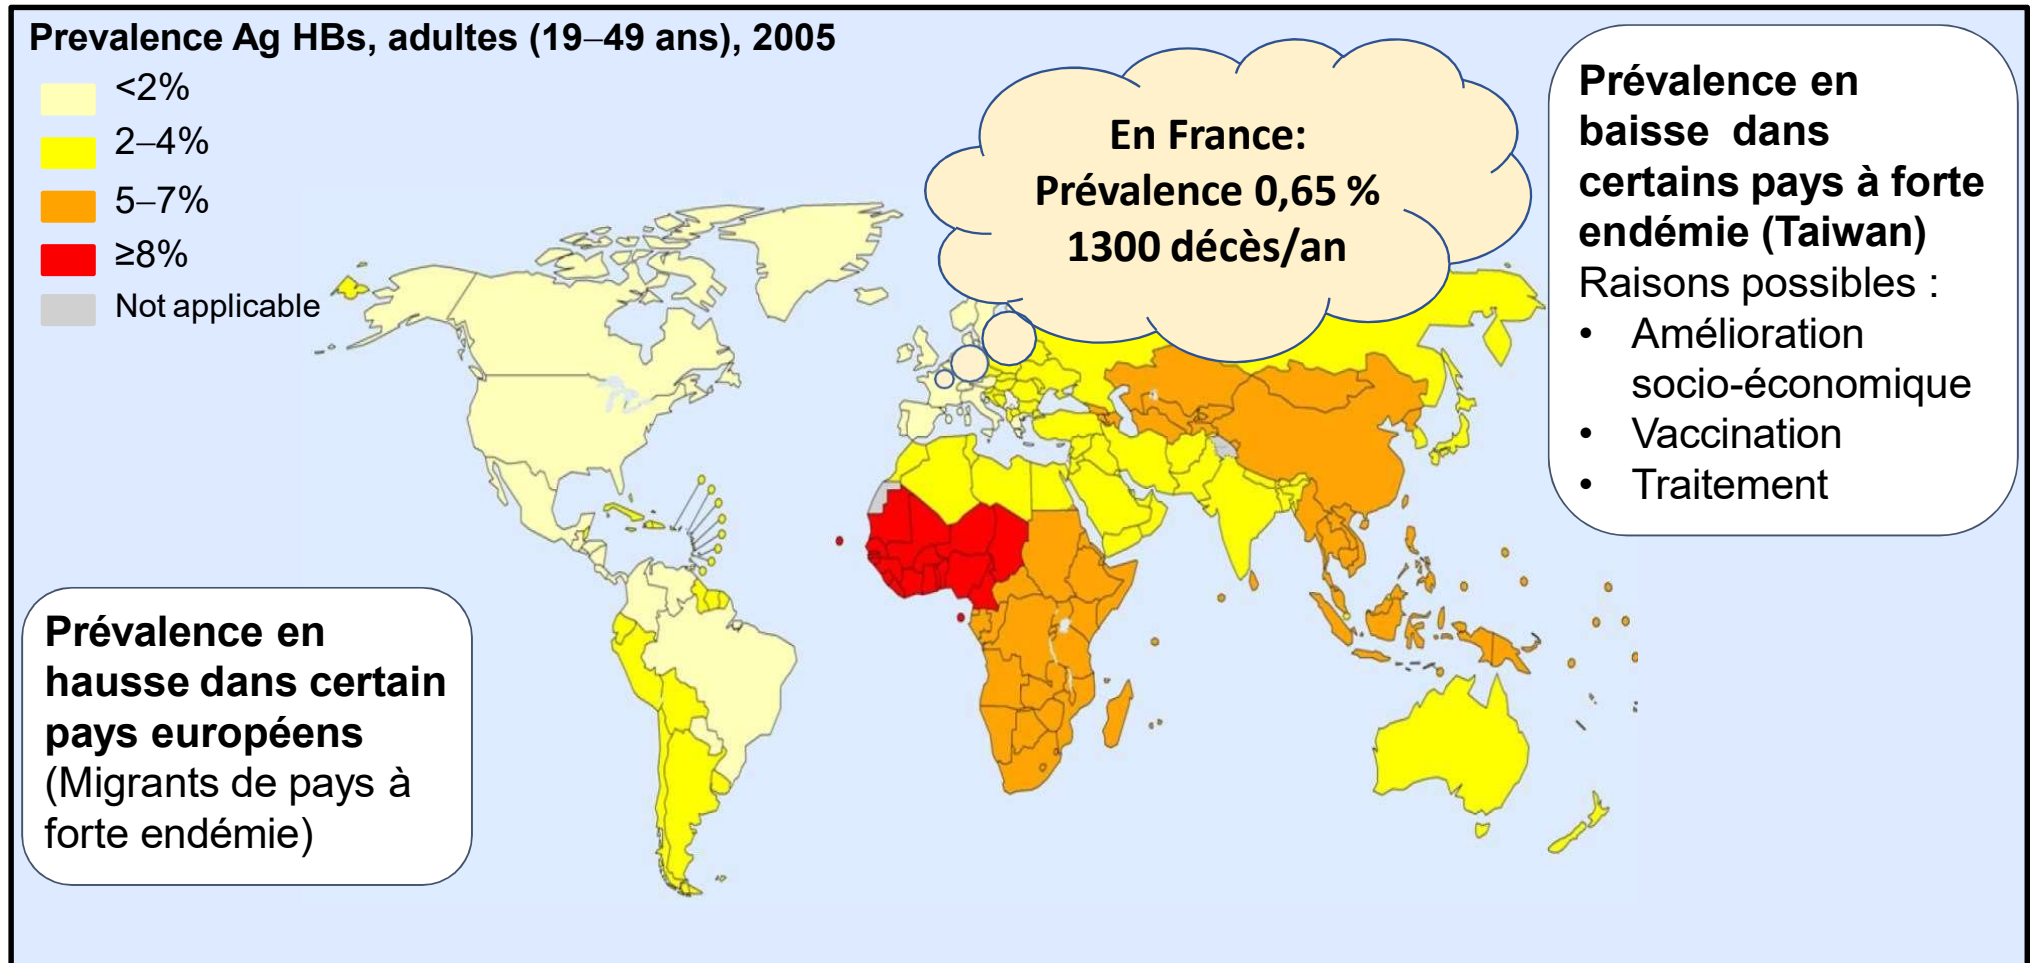 Prevalence Ag HBs, adultes (19–49 ans), 2005
<2%
2–4%
5–7%
≥8%
Not applicable
En France:
Prévalence 0,65 %
1300 décès/an
Prévalence en
baisse dans
certains pays à forte
endémie (Taiwan)
Raisons possibles :
• Amélioration
socio-économique
• Vaccination
• Traitement
Prévalence en
hausse dans certain
pays européens
(Migrants de pays à
forte endémie)